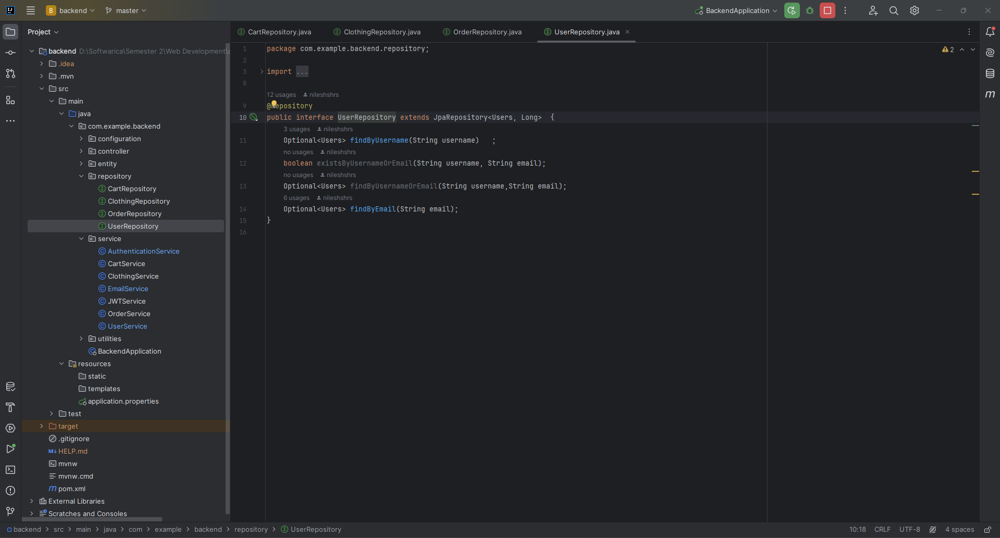 B backend master BackendApplication
Project
CartRepository.java ClothingRepository.java OrderRepository.java UserRepository.java
backend D:\Softwarica\Semester 2\Web Development\
.idea
.mvn
src
main
java
com.example.backend
configuration
controller
entity
repository
CartRepository
ClothingRepository
OrderRepository
UserRepository
service
AuthenticationService
CartService
ClothingService
EmailService
JWTService
OrderService
UserService
utilities
BackendApplication
resources
static
templates
application.properties
test
target
.gitignore
M↓ HELP.md
mvnw
mvnw.cmd
m pom.xml
External Libraries
Scratches and Consoles
1 package com.example.backend.repository;
2
3 import ...
8
12 usages nileshshrs
9 @Repository
10 public interface UserRepository extends JpaRepository<Users, Long> {
3 usages nileshshrs
11 Optional<Users> findByUsername(String username) ;
no usages nileshshrs
12 boolean existsByUsernameOrEmail(String username, String email);
no usages nileshshrs
13 Optional<Users> findByUsernameOrEmail(String username,String email);
6 usages nileshshrs
14 Optional<Users> findByEmail(String email);
15 }
16
2
m
backend > src > main > java > com > example > backend > repository > UserRepository
10:18 CRLF UTF-8 4 spaces